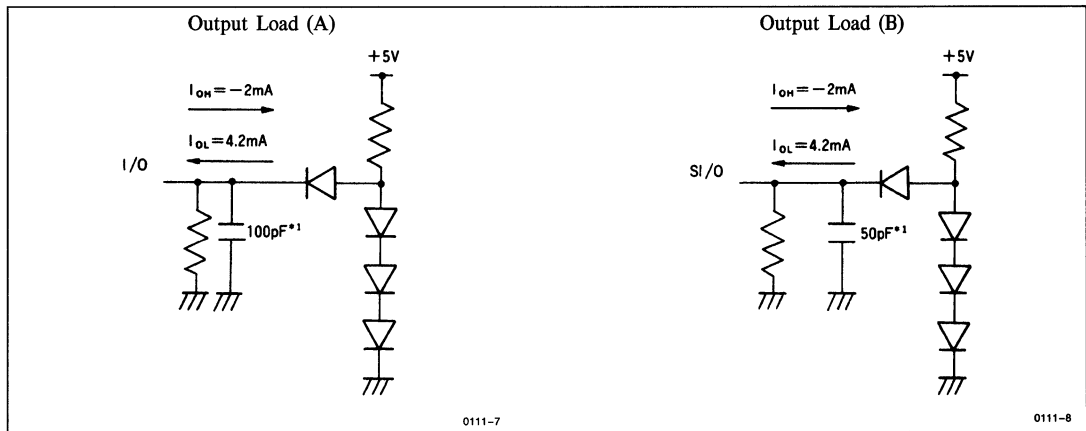 Output Load (A)
+5V
I_OH = −2mA
I_OL = 4.2mA
I/O
100pF*1
0111–7
Output Load (B)
+5V
I_OH = −2mA
I_OL = 4.2mA
SI/O
50pF*1
0111–8